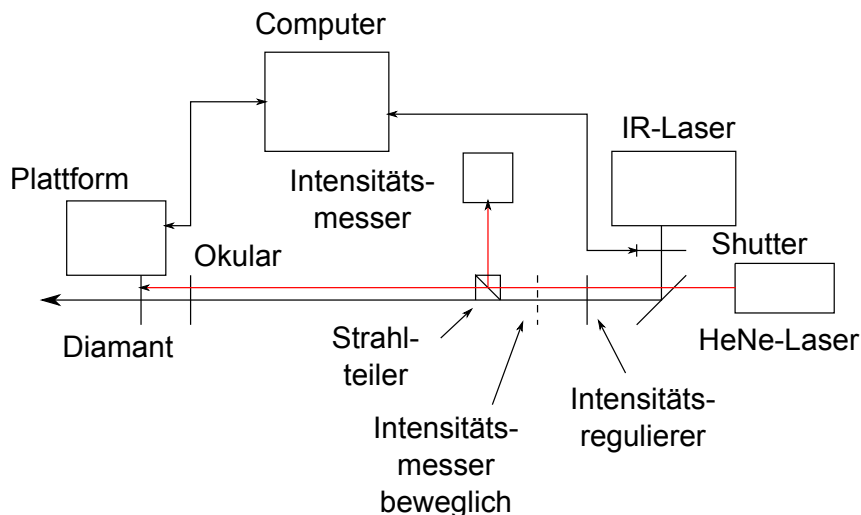 Computer
IR-Laser
Plattform
Intensitäts-
messer
Shutter
Okular
HeNe-Laser
Diamant
Strahl-
teiler
Intensitäts-
messer
beweglich
Intensitäts-
regulierer